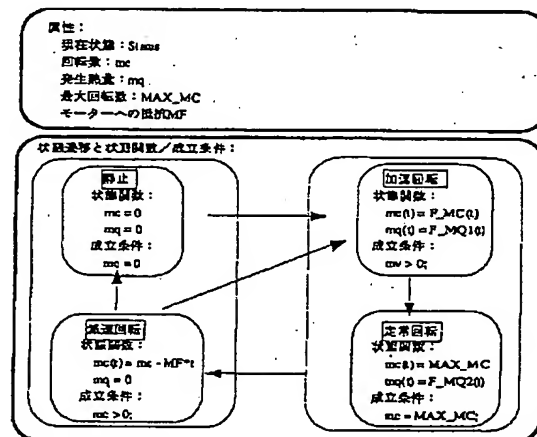 属性：
現在状態：Status
回転数：mc
発生熱量：mq
最大回転数：MAX_MC
モーターへの抵抗MF
状態遷移と状態関数／成立条件：
静止
状態関数：
mc = 0
mq = 0
成立条件：
mc = 0
加速回転
状態関数：
mc(t) = F_MC(t)
mq(t) = F_MQ1(t)
成立条件：
mv > 0;
減速回転
状態関数：
mc(t) = mc - MF*t
mq = 0
成立条件：
mc > 0;
定常回転
状態関数：
mc(t) = MAX_MC
mq(t) = F_MQ2(t)
成立条件：
mc = MAX_MC;